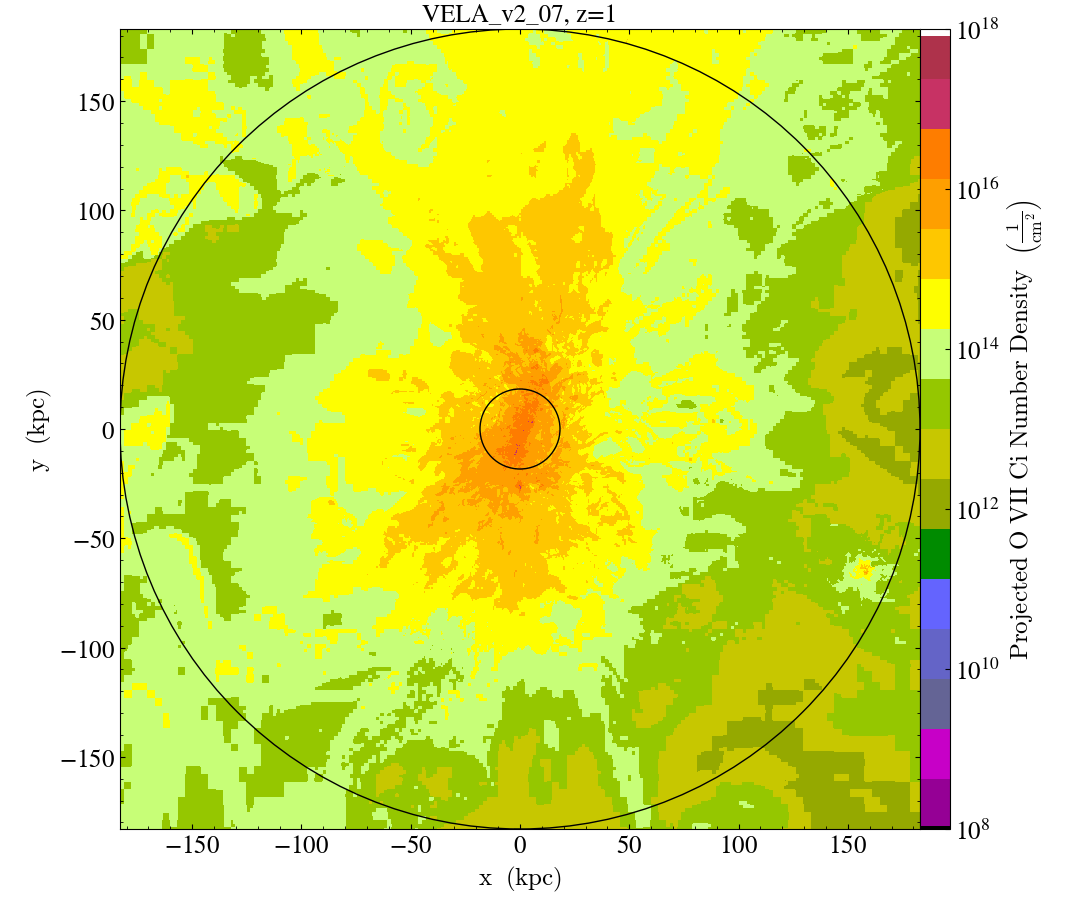 VELA_v2_07, z=1
10^18
150
10^16
100
50
10^14
0
10^12
−50
−100
10^10
−150
10^8
−150 −100 −50 0 50 100 150
x (kpc)
y (kpc)
Projected O VII Ci Number Density (1/cm^2)